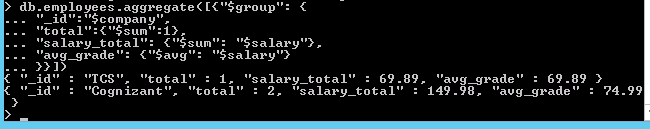 > db.employees.aggregate([{"$group": {
... "_id":"$company",
... "total":{"$sum":1},
... "salary_total": {"$sum": "$salary"},
... "avg_grade": {"$avg": "$salary"}
... }}])
{ "_id" : "TCS", "total" : 1, "salary_total" : 69.89, "avg_grade" : 69.89 }
{ "_id" : "Cognizant", "total" : 2, "salary_total" : 149.98, "avg_grade" : 74.99
 }
> _